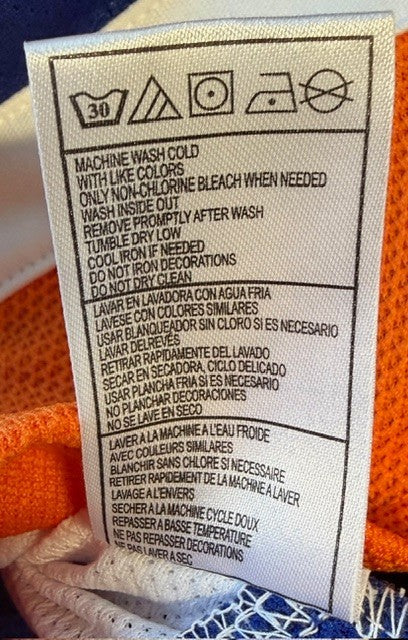 30
MACHINE WASH COLD
WITH LIKE COLORS
ONLY NON-CHLORINE BLEACH WHEN NEEDED
WASH INSIDE OUT
REMOVE PROMPTLY AFTER WASH
TUMBLE DRY LOW
COOL IRON IF NEEDED
DO NOT IRON DECORATIONS
DO NOT DRY CLEAN
LAVAR EN LAVADORA CON AGUA FRIA
LAVESE CON COLORES SIMILARES
USAR BLANQUEADOR SIN CLORO SI ES NECESARIO
LAVAR DELREVÉS
RETIRAR RAPIDAMENTE DEL LAVADO
SECAR EN SECADORA, CICLO DELICADO
USAR PLANCHA FRIA SI ES NECESARIO
NO PLANCHAR DECORACIONES
NO SE LAVE EN SECO
LAVER À LA MACHINE À L'EAU FROIDE
AVEC COULEURS SIMILARES
BLANCHIR SANS CHLORE SI NECESSAIRE
RETIRER RAPIDEMENT DE LA MACHINE À LAVER
LAVAGE À L'ENVERS
SECHER À LA MACHINE CYCLE DOUX
REPASSER A BASSE TEMPERATURE
NE PAS REPASSER DECORATIONS
NE PAS LAVER A SEC